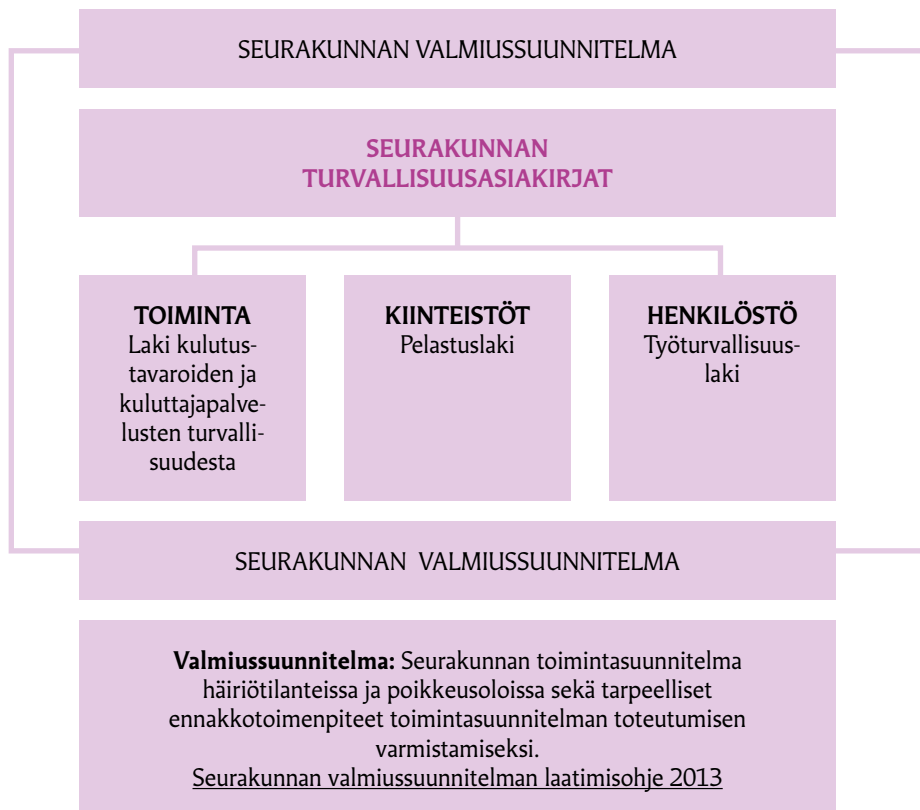 SEURAKUNNAN VALMIUSSUUNNITELMA
SEURAKUNNAN
TURVALLISUUSASIAKIRJAT
TOIMINTA
Laki kulutus-
tavaroiden ja
kuluttajapalve-
lusten turvalli-
suudesta
KIINTEISTÖT
Pelastuslaki
HENKILÖSTÖ
Työturvallisuus-
laki
SEURAKUNNAN VALMIUSSUUNNITELMA
Valmiussuunnitelma: Seurakunnan toimintasuunnitelma
häiriötilanteissa ja poikkeusoloissa sekä tarpeelliset
ennakkotoimenpiteet toimintasuunnitelman toteutumisen
varmistamiseksi.
Seurakunnan valmiussuunnitelman laatimisohje 2013